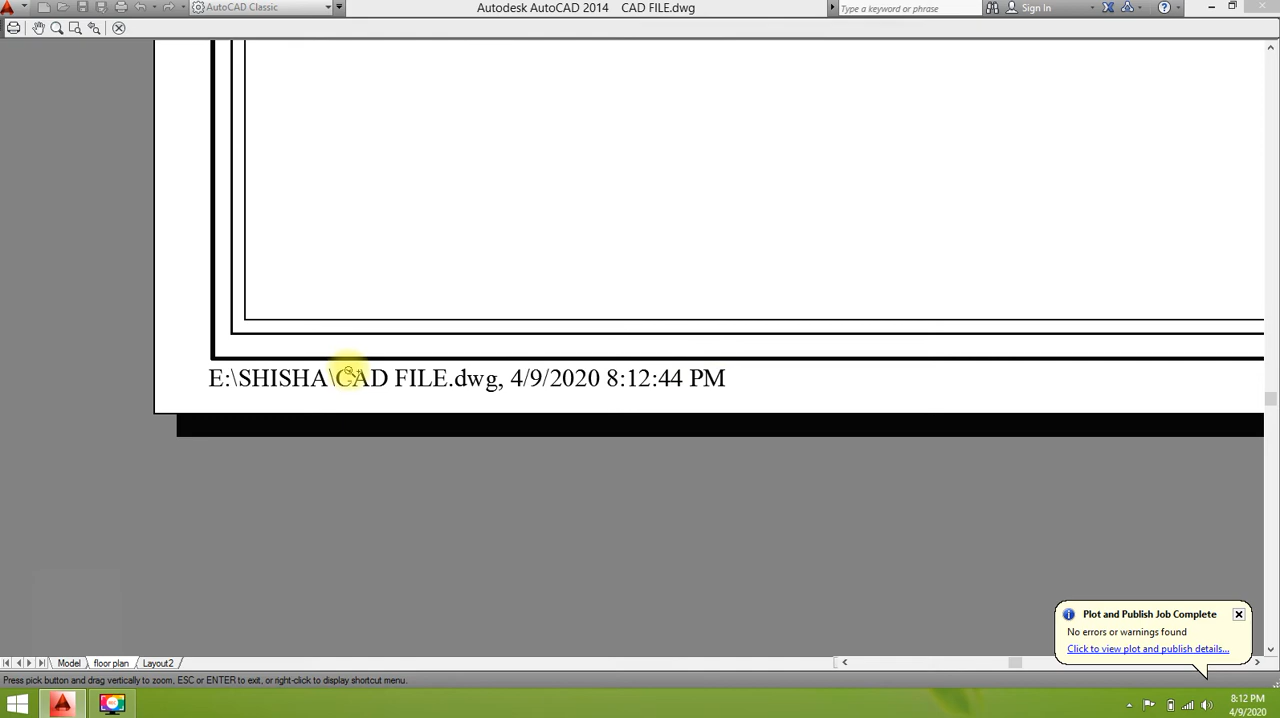 AutoCAD Classic
Autodesk AutoCAD 2014 CAD FILE.dwg
Type a keyword or phrase
Sign In
E:\SHISHA\CAD FILE.dwg, 4/9/2020 8:12:44 PM
Plot and Publish Job Complete
No errors or warnings found
Click to view plot and publish details...
Model
floor plan
Layout2
Press pick button and drag vertically to zoom, ESC or ENTER to exit, or right-click to display shortcut menu.
8:12 PM
4/9/2020